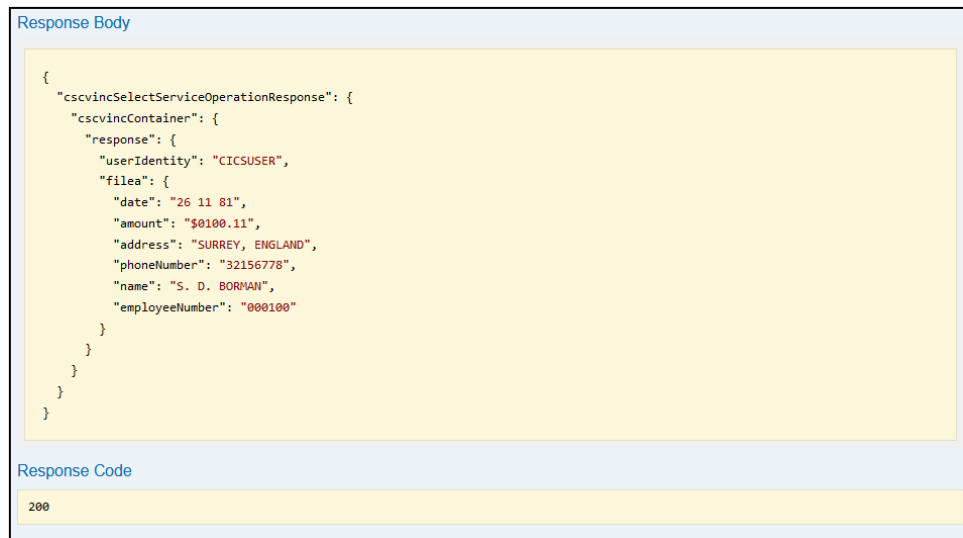 Response Body
{
"cscvincSelectServiceOperationResponse": {
"cscvincContainer": {
"response": {
"userIdentity": "CICSUSER",
"filea": {
"date": "26 11 81",
"amount": "$0100.11",
"address": "SURREY, ENGLAND",
"phoneNumber": "32156778",
"name": "S. D. BORMAN",
"employeeNumber": "000100"
}
}
}
}
}
Response Code
200